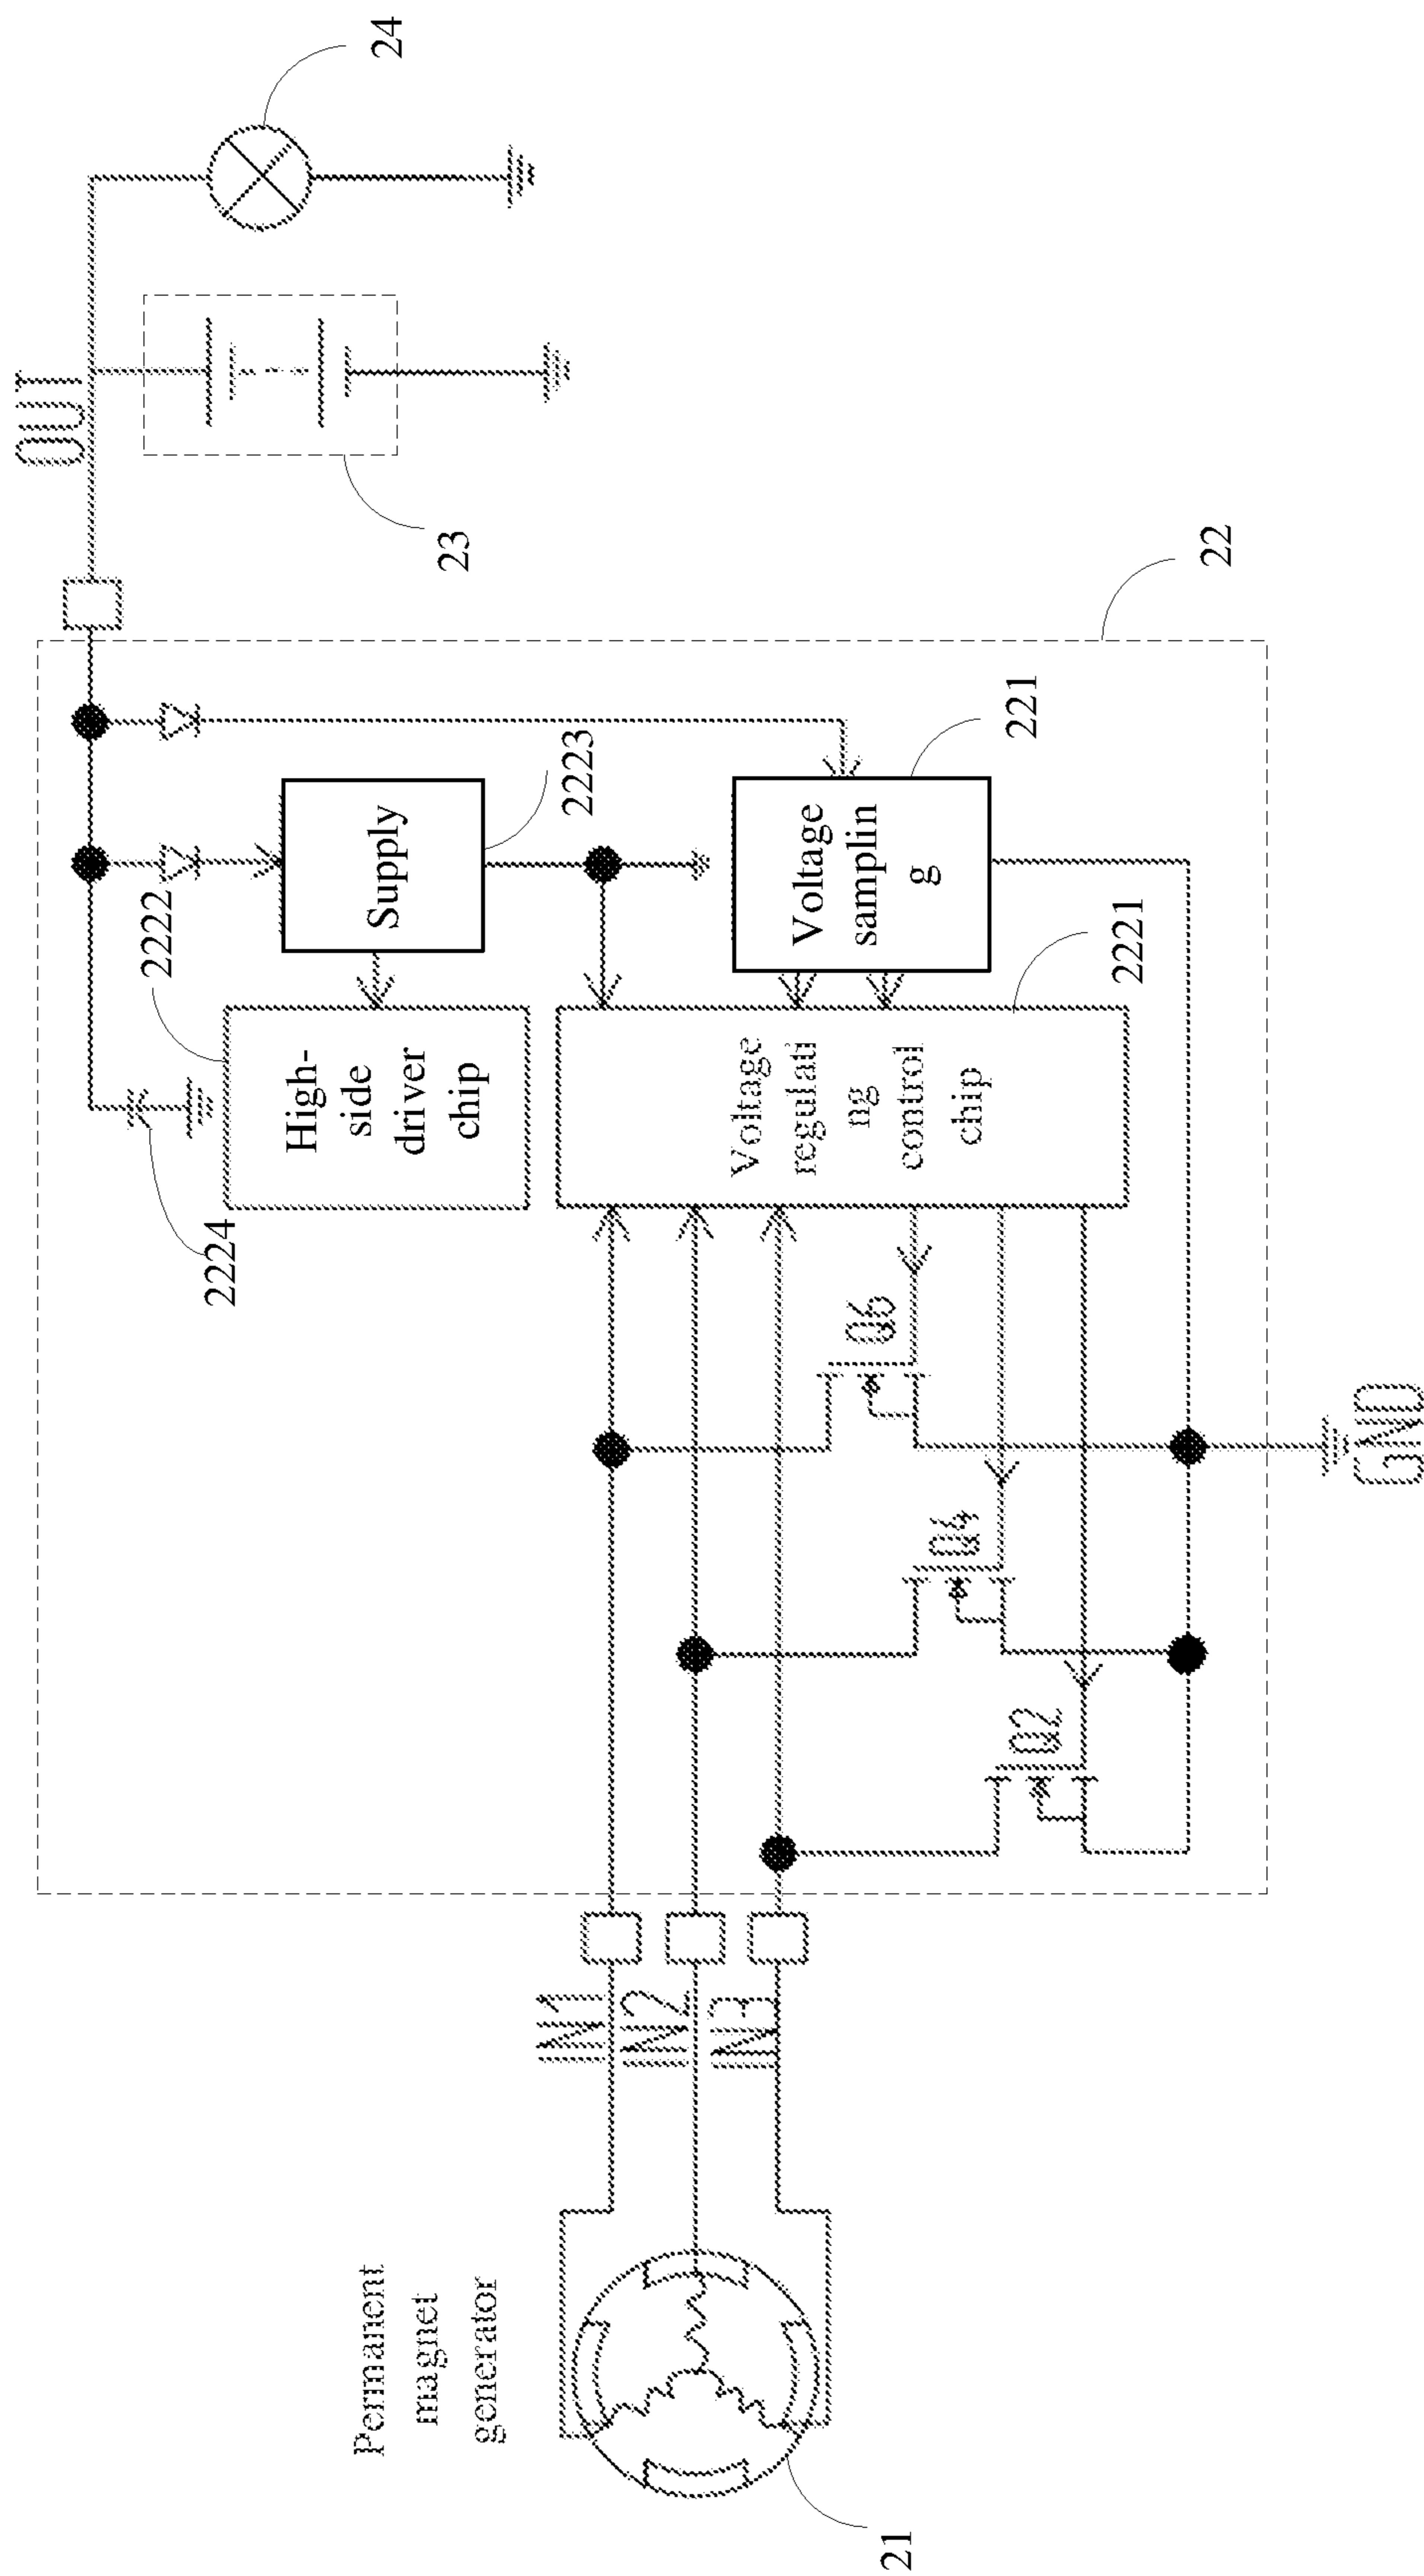 Permanent
magnet
generator
21
IN1
IN2
IN3
Q2
Q4
Q6
GND
2224
2222
High-
side
driver
chip
Voltage
regulati
ng
control
chip
2221
Supply
2223
Voltage
samplin
g
221
22
OUT
23
24